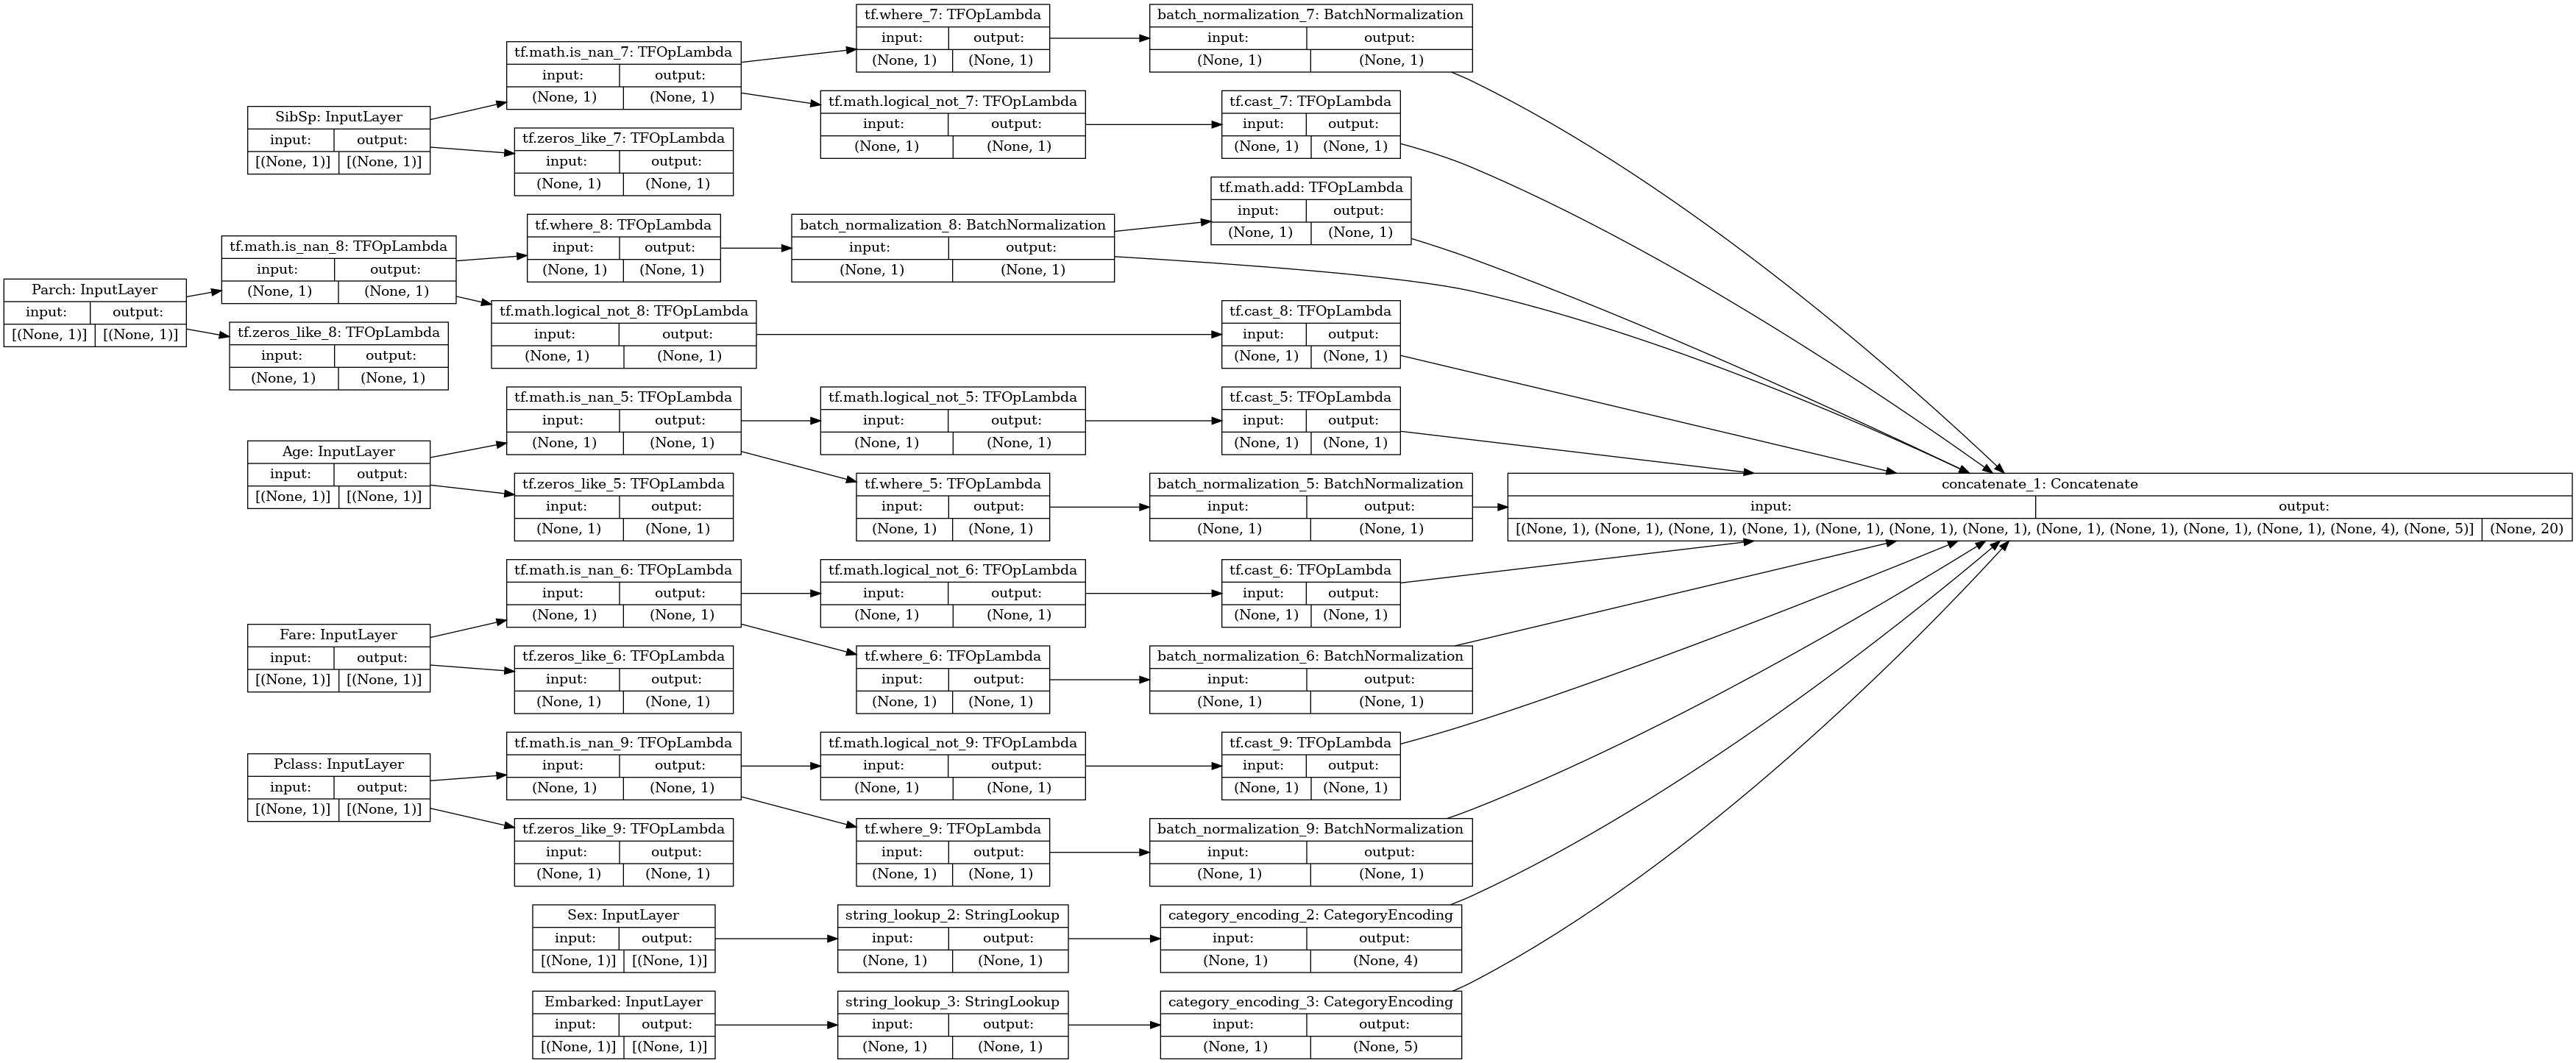 tf.where_7: TFOpLambda
input: output:
(None, 1) (None, 1)
batch_normalization_7: BatchNormalization
input: output:
(None, 1) (None, 1)
tf.math.is_nan_7: TFOpLambda
input: output:
(None, 1) (None, 1)
SibSp: InputLayer
input: output:
[(None, 1)] [(None, 1)]
tf.math.logical_not_7: TFOpLambda
input: output:
(None, 1) (None, 1)
tf.cast_7: TFOpLambda
input: output:
(None, 1) (None, 1)
tf.zeros_like_7: TFOpLambda
input: output:
(None, 1) (None, 1)
tf.math.add: TFOpLambda
input: output:
(None, 1) (None, 1)
tf.where_8: TFOpLambda
input: output:
(None, 1) (None, 1)
batch_normalization_8: BatchNormalization
input: output:
(None, 1) (None, 1)
tf.math.is_nan_8: TFOpLambda
input: output:
(None, 1) (None, 1)
Parch: InputLayer
input: output:
[(None, 1)] [(None, 1)]
tf.math.logical_not_8: TFOpLambda
input: output:
(None, 1) (None, 1)
tf.cast_8: TFOpLambda
input: output:
(None, 1) (None, 1)
tf.zeros_like_8: TFOpLambda
input: output:
(None, 1) (None, 1)
tf.math.is_nan_5: TFOpLambda
input: output:
(None, 1) (None, 1)
tf.math.logical_not_5: TFOpLambda
input: output:
(None, 1) (None, 1)
tf.cast_5: TFOpLambda
input: output:
(None, 1) (None, 1)
Age: InputLayer
input: output:
[(None, 1)] [(None, 1)]
tf.zeros_like_5: TFOpLambda
input: output:
(None, 1) (None, 1)
tf.where_5: TFOpLambda
input: output:
(None, 1) (None, 1)
batch_normalization_5: BatchNormalization
input: output:
(None, 1) (None, 1)
concatenate_1: Concatenate
input: output:
[(None, 1), (None, 1), (None, 1), (None, 1), (None, 1), (None, 1), (None, 1), (None, 1), (None, 1), (None, 1), (None, 1), (None, 4), (None, 5)] (None, 20)
tf.math.is_nan_6: TFOpLambda
input: output:
(None, 1) (None, 1)
tf.math.logical_not_6: TFOpLambda
input: output:
(None, 1) (None, 1)
tf.cast_6: TFOpLambda
input: output:
(None, 1) (None, 1)
Fare: InputLayer
input: output:
[(None, 1)] [(None, 1)]
tf.zeros_like_6: TFOpLambda
input: output:
(None, 1) (None, 1)
tf.where_6: TFOpLambda
input: output:
(None, 1) (None, 1)
batch_normalization_6: BatchNormalization
input: output:
(None, 1) (None, 1)
tf.math.is_nan_9: TFOpLambda
input: output:
(None, 1) (None, 1)
tf.math.logical_not_9: TFOpLambda
input: output:
(None, 1) (None, 1)
tf.cast_9: TFOpLambda
input: output:
(None, 1) (None, 1)
Pclass: InputLayer
input: output:
[(None, 1)] [(None, 1)]
tf.zeros_like_9: TFOpLambda
input: output:
(None, 1) (None, 1)
tf.where_9: TFOpLambda
input: output:
(None, 1) (None, 1)
batch_normalization_9: BatchNormalization
input: output:
(None, 1) (None, 1)
Sex: InputLayer
input: output:
[(None, 1)] [(None, 1)]
string_lookup_2: StringLookup
input: output:
(None, 1) (None, 1)
category_encoding_2: CategoryEncoding
input: output:
(None, 1) (None, 4)
Embarked: InputLayer
input: output:
[(None, 1)] [(None, 1)]
string_lookup_3: StringLookup
input: output:
(None, 1) (None, 1)
category_encoding_3: CategoryEncoding
input: output:
(None, 1) (None, 5)